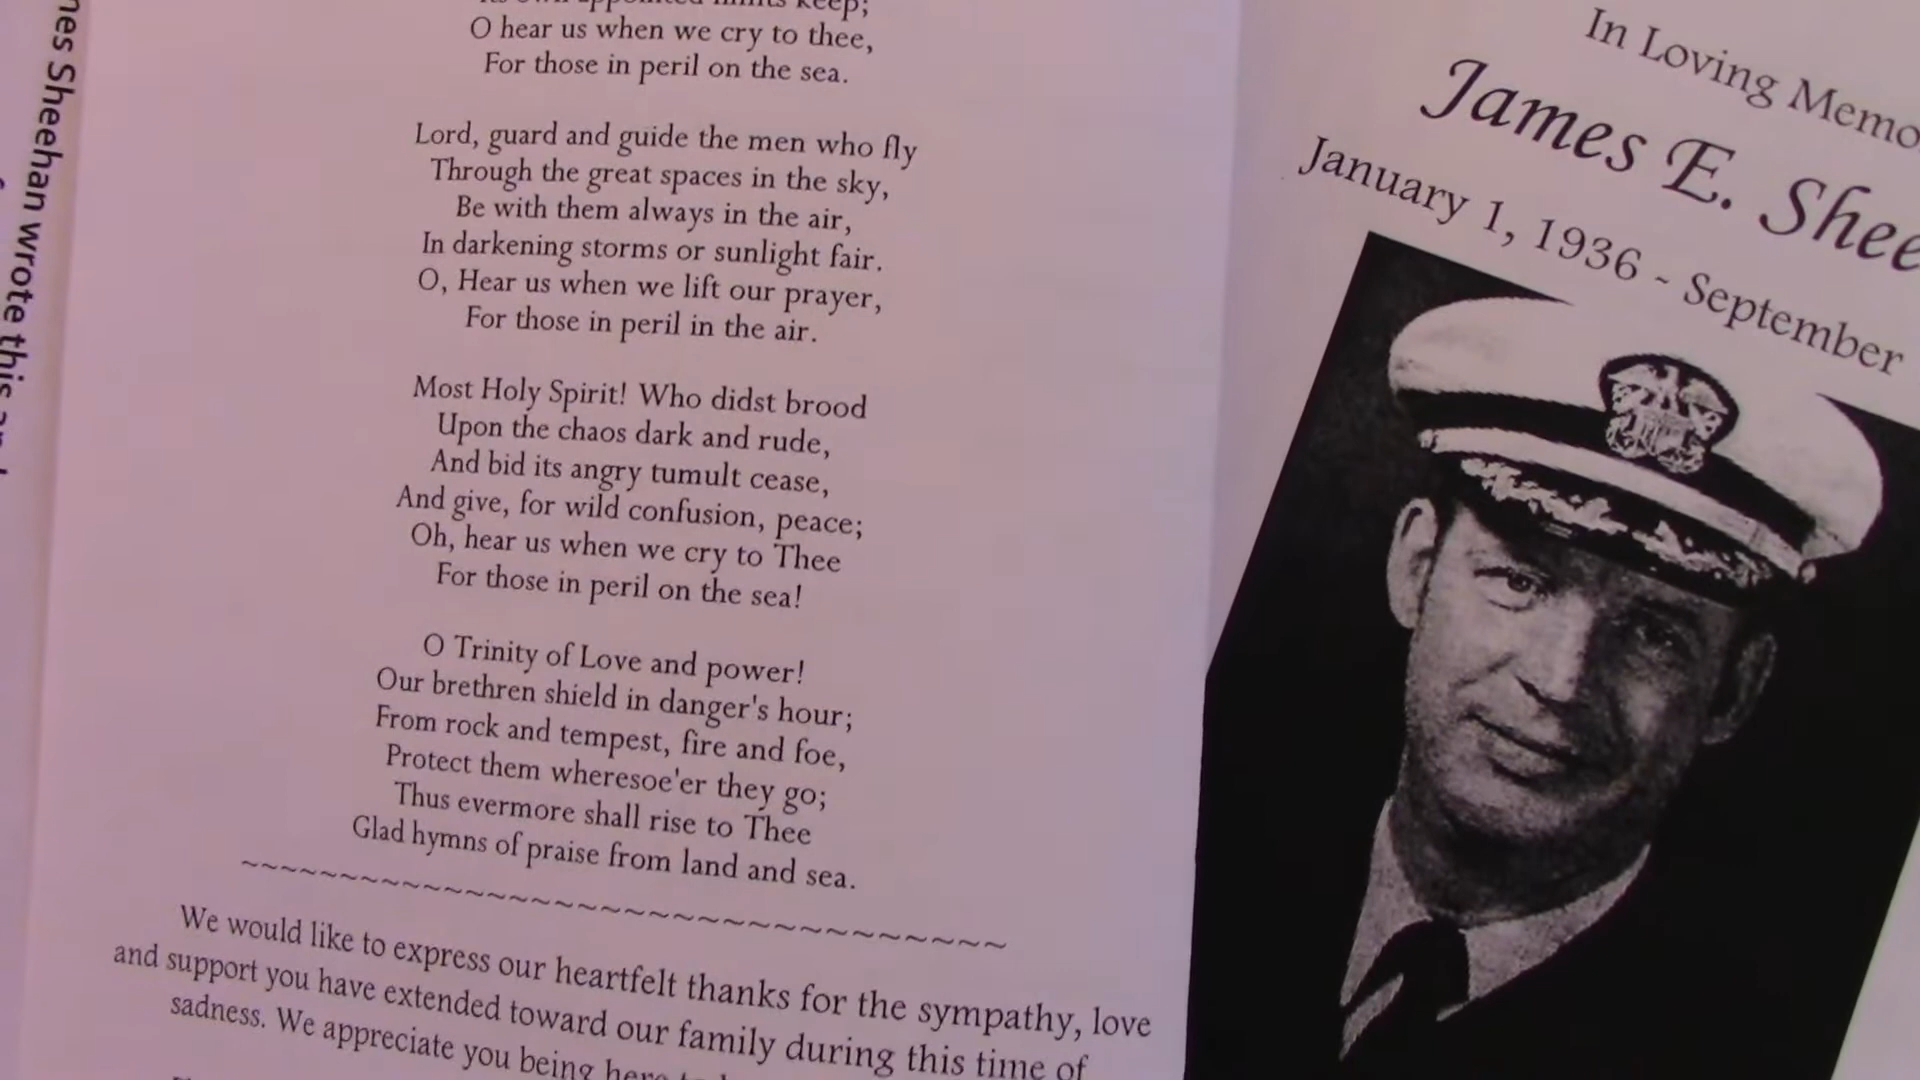 keep;
O hear us when we cry to thee,
For those in peril on the sea.
Lord, guard and guide the men who fly
Through the great spaces in the sky,
Be with them always in the air,
In darkening storms or sunlight fair.
O, Hear us when we lift our prayer,
For those in peril in the air.
Most Holy Spirit! Who didst brood
Upon the chaos dark and rude,
And bid its angry tumult cease,
And give, for wild confusion, peace;
Oh, hear us when we cry to Thee
For those in peril on the sea!
O Trinity of Love and power!
Our brethren shield in danger's hour;
From rock and tempest, fire and foe,
Protect them wheresoe'er they go;
Thus evermore shall rise to Thee
Glad hymns of praise from land and sea.
~~~~~~~~~~~~~~~~~~~~~~~~~~~~~~~~~~~~~~
We would like to express our heartfelt thanks for the sympathy, love
and support you have extended toward our family during this time of
sadness. We appreciate you being here
In Loving Memo
James E. Shee
January 1, 1936 ~ September
Sheehan wrote this